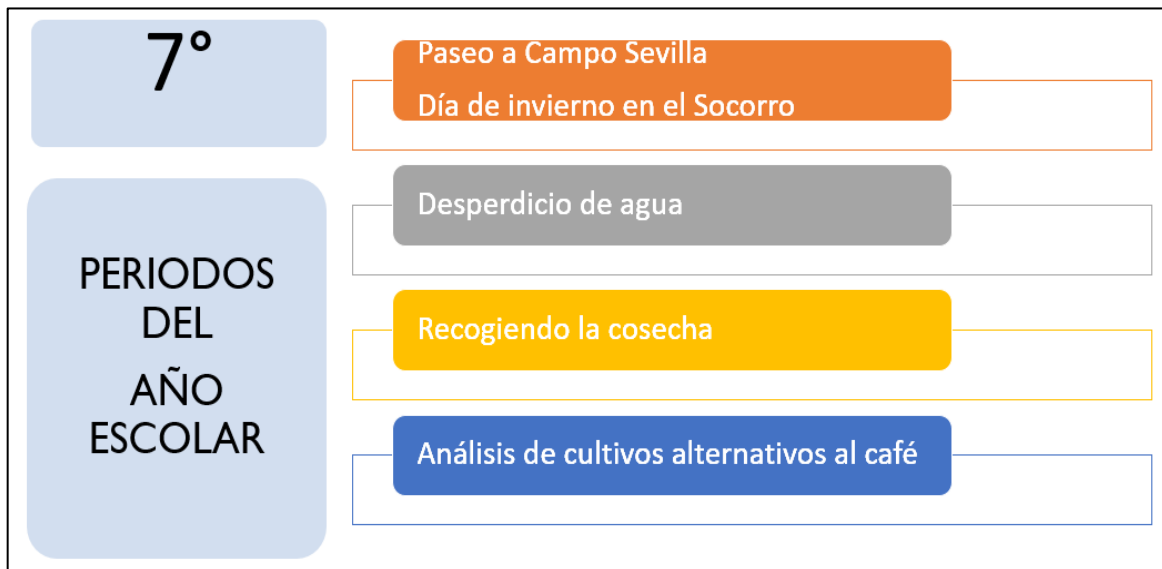 7°
PERIODOS
DEL
AÑO
ESCOLAR
Paseo a Campo Sevilla
Día de invierno en el Socorro
Desperdicio de agua
Recogiendo la cosecha
Análisis de cultivos alternativos al café